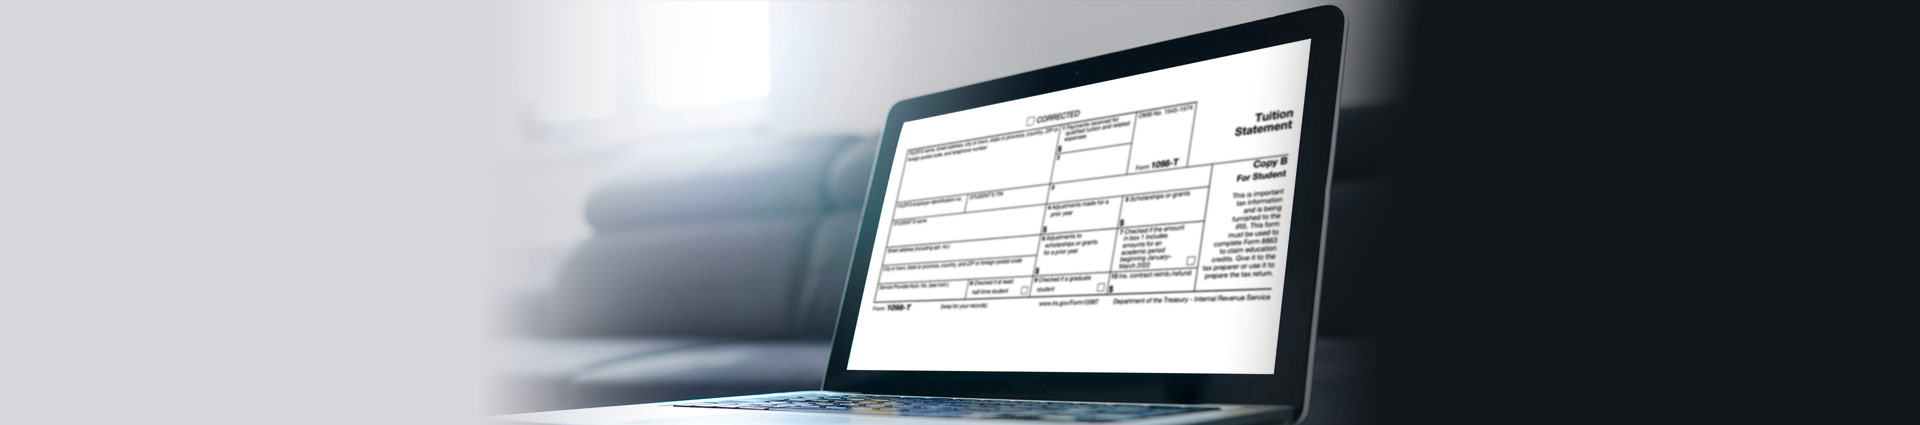 CORRECTED
FILER'S name, street address, city or town, state or province, country, ZIP or
foreign postal code, and telephone number
1 Payments received for
qualified tuition and related
expenses
$
2
OMB No. 1545-1574
Form 1098-T
Tuition
Statement
FILER'S employer identification no.
STUDENT'S TIN
3
Copy B
For Student
STUDENT'S name
4 Adjustments made for a
prior year
$
5 Scholarships or grants
$
This is important
tax information
and is being
furnished to the
IRS. This form
must be used to
complete Form 8863
to claim education
credits. Give it to the
tax preparer or use it to
prepare the tax return.
Street address (including apt. no.)
6 Adjustments to
scholarships or grants
for a prior year
$
7 Checked if the amount
in box 1 includes
amounts for an
academic period
beginning January–
March 2022
City or town, state or province, country, and ZIP or foreign postal code
Service Provider/Acct. No. (see instr.)
8 Checked if at least
half-time student
9 Checked if a graduate
student
10 Ins. contract reimb./refund
$
Form 1098-T
(keep for your records)
www.irs.gov/Form1098T
Department of the Treasury - Internal Revenue Service